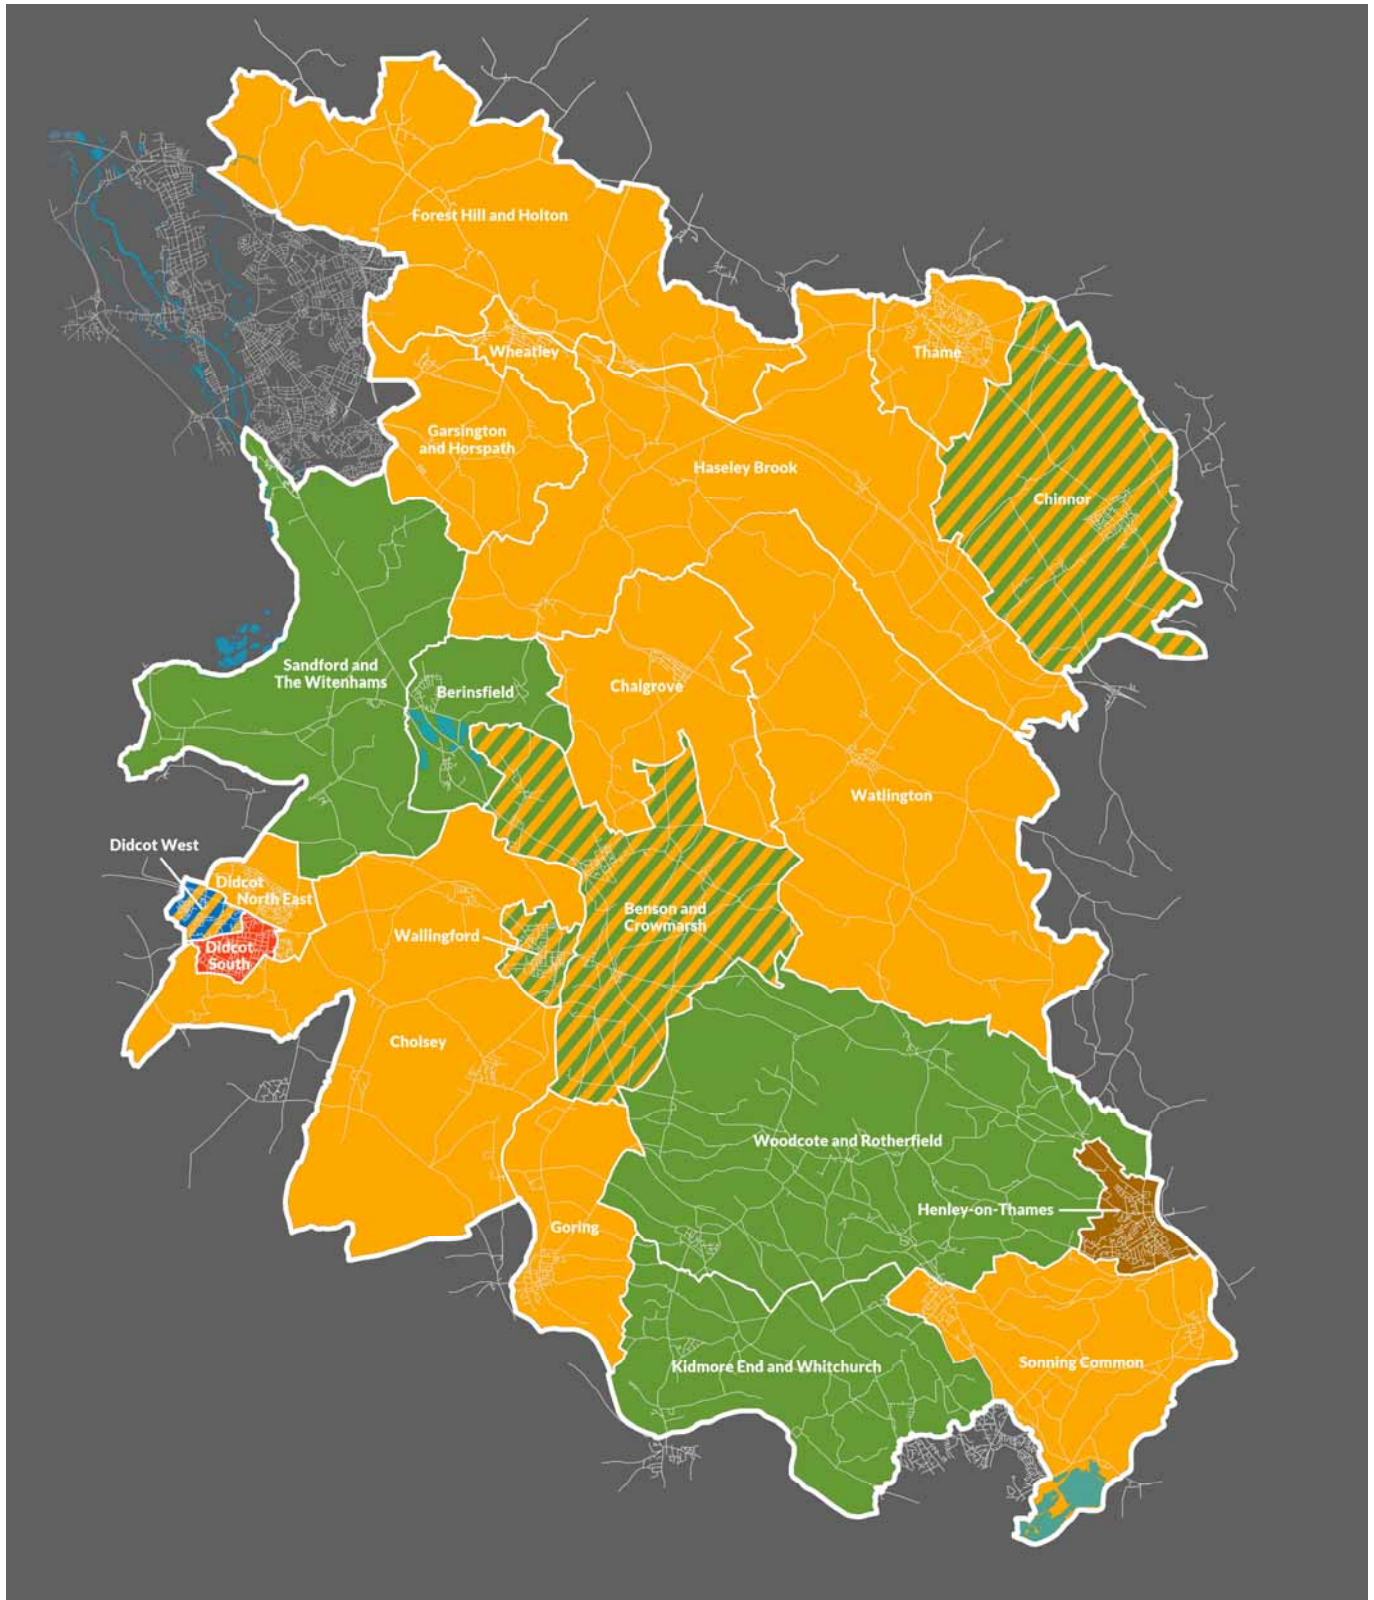 Forest Hill and Holton
Wheatley
Thame
Garsington
and Horspath
Haseley Brook
Chinnor
Sandford and
The Witenhams
Berinsfield
Chalgrove
Watlington
Didcot West
Didcot
North East
Didcot
South
Wallingford
Benson and
Crowmarsh
Cholsey
Woodcote and Rotherfield
Henley-on-Thames
Goring
Kidmore End and Whitchurch
Sonning Common